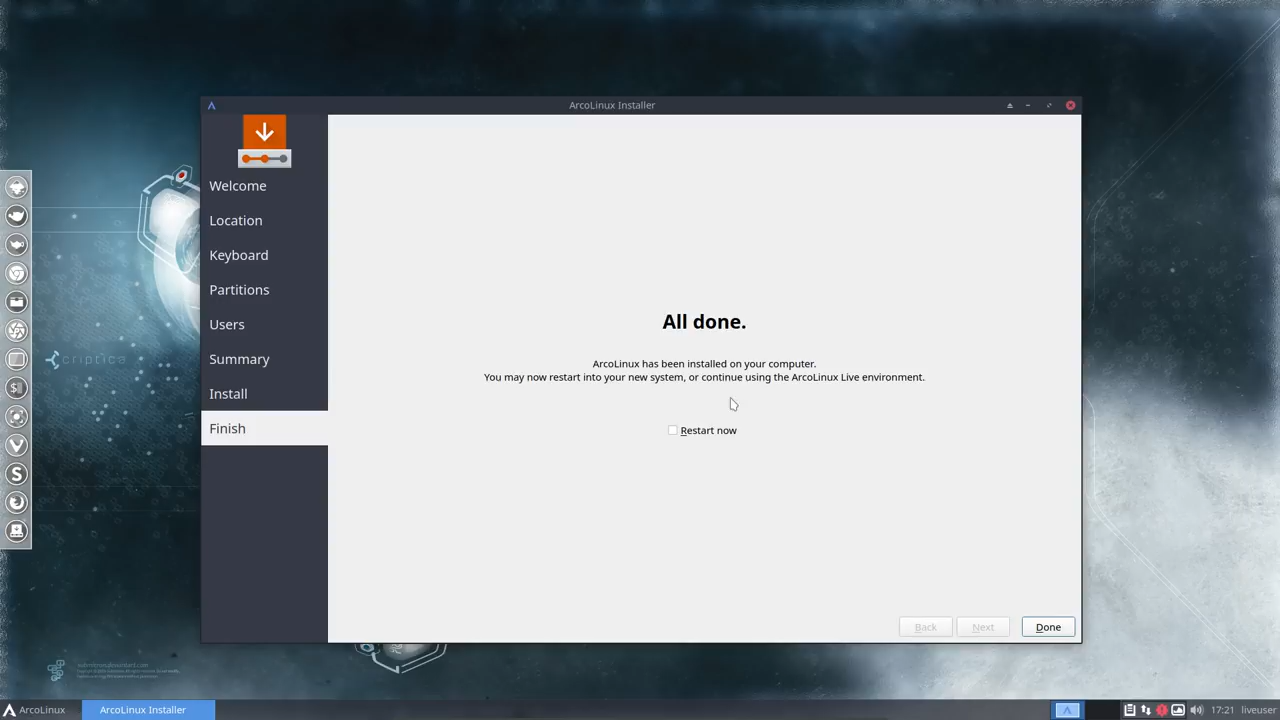 ArcoLinux Installer
Welcome
Location
Keyboard
Partitions
Users
Summary
Install
Finish
All done.
ArcoLinux has been installed on your computer.
You may now restart into your new system, or continue using the ArcoLinux Live environment.
Restart now
Back
Next
Done
criptica
ArcoLinux
ArcoLinux Installer
17:21
liveuser